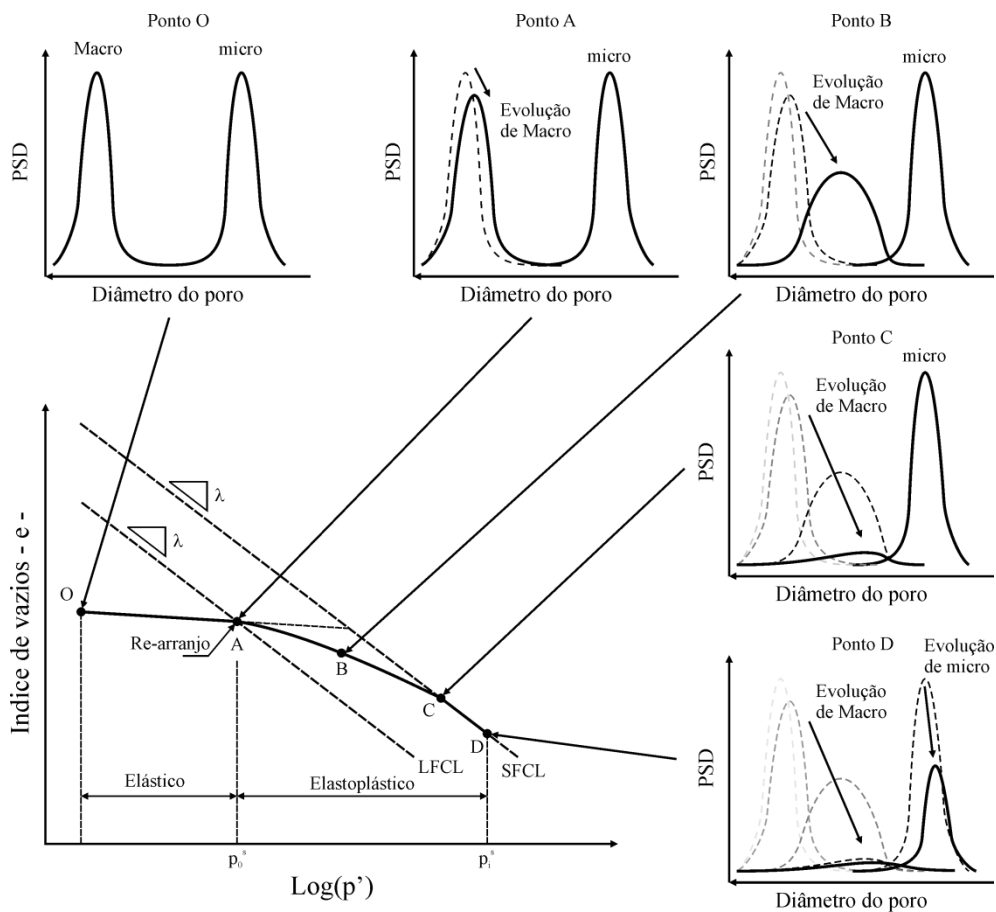 Ponto O
Macro
micro
PSD
Diâmetro do poro
Ponto A
micro
Evolução
de Macro
PSD
Diâmetro do poro
Ponto B
micro
Evolução
de Macro
PSD
Diâmetro do poro
Ponto C
micro
Evolução
de Macro
PSD
Diâmetro do poro
Ponto D
Evolução
de micro
Evolução
de Macro
PSD
Diâmetro do poro
Indice de vazios - e -
λ
λ
O
Re-arranjo
A
B
C
D
LFCL
SFCL
Elástico
Elastoplástico
p₀ˢ
pᵢˢ
Log(p’)